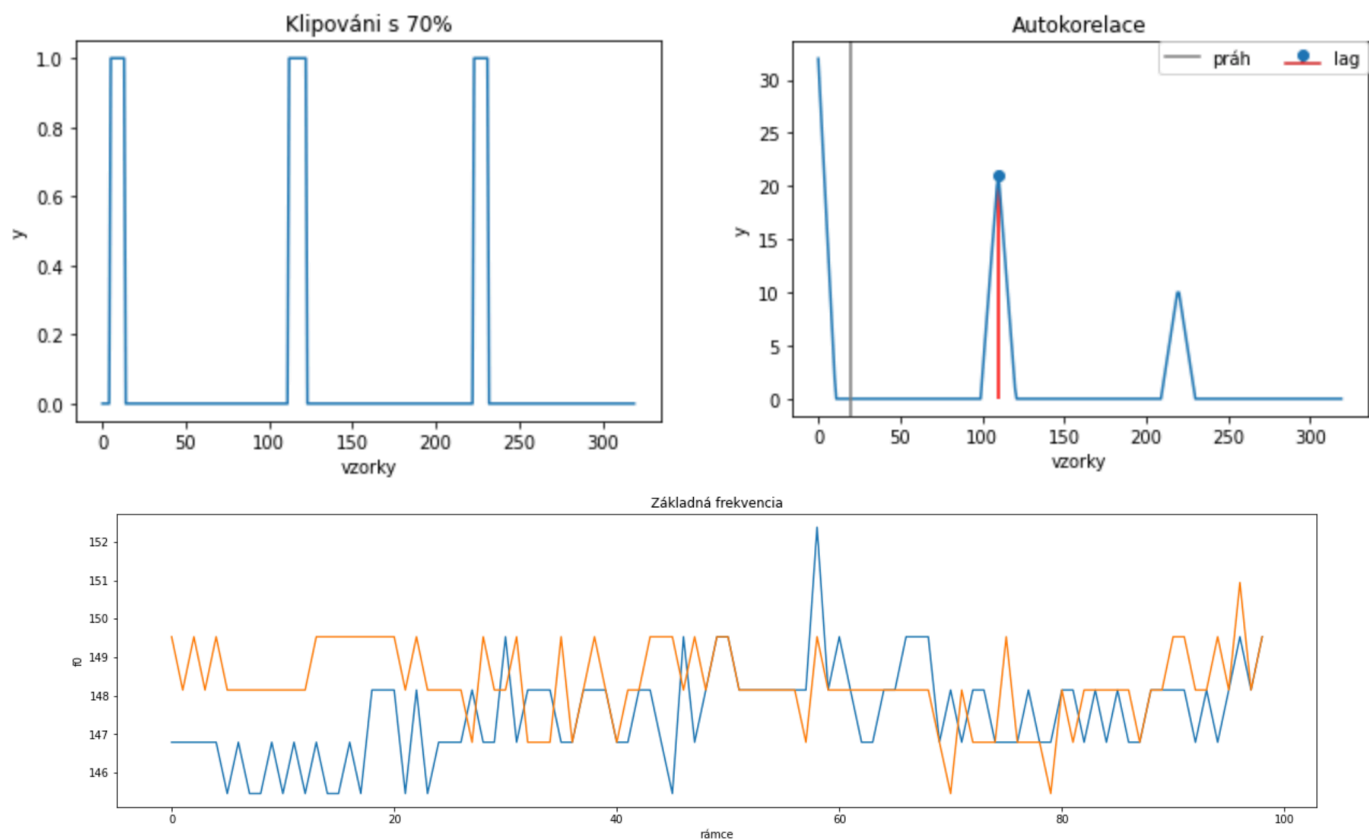 Klipováni s 70%
1.0
0.8
0.6
0.4
0.2
0.0
y
0 50 100 150 200 250 300
vzorky
Autokorelace
práh lag
30
25
20
15
10
5
0
y
0 50 100 150 200 250 300
vzorky
Základná frekvencia
152
151
150
149
148
147
146
f0
0 20 40 60 80 100
rámce